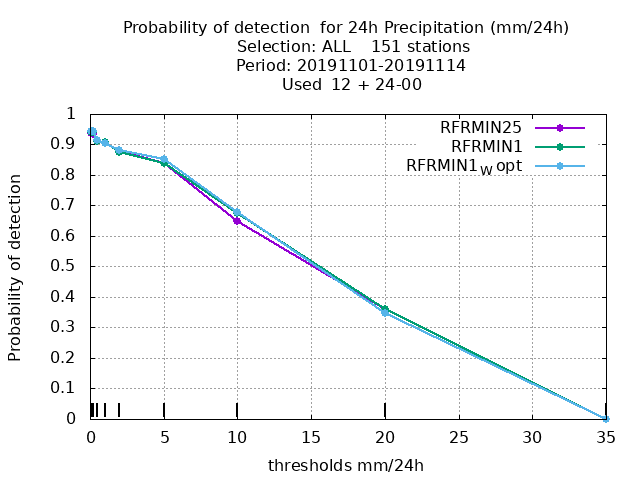 Probability of detection  for 24h Precipitation (mm/24h)
Selection: ALL    151 stations
Period: 20191101-20191114
Used  12 + 24-00
RFRMIN25
RFRMIN1
RFRMIN1W opt
Probability of detection
1
0.9
0.8
0.7
0.6
0.5
0.4
0.3
0.2
0.1
0
0 5 10 15 20 25 30 35
thresholds mm/24h